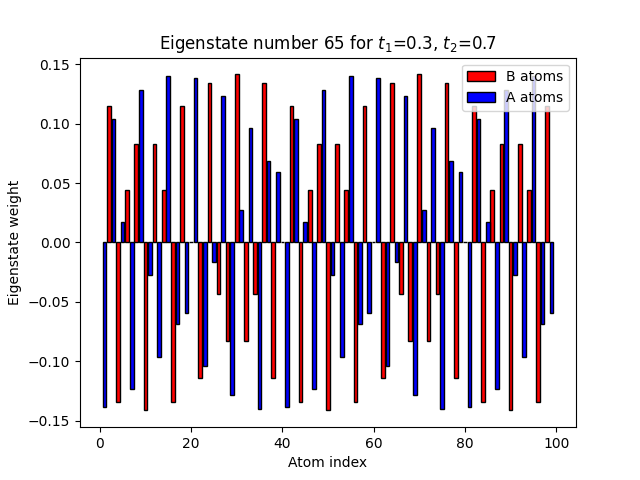 Eigenstate number 65 for t₁=0.3, t₂=0.7
B atoms
A atoms
Eigenstate weight
0.15
0.10
0.05
0.00
−0.05
−0.10
−0.15
0 20 40 60 80 100
Atom index